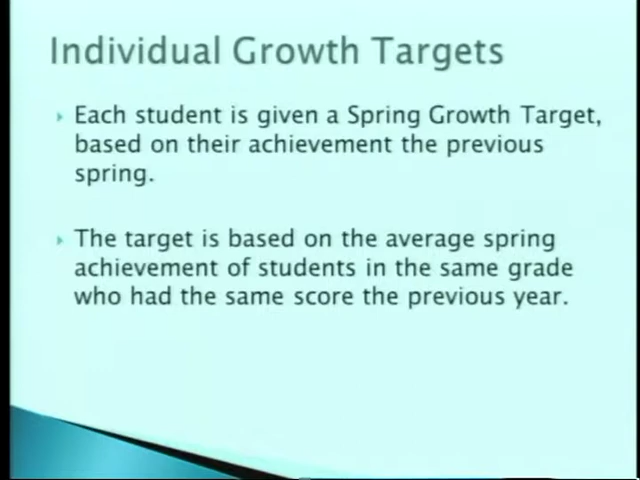 Individual Growth Targets
Each student is given a Spring Growth Target,
based on their achievement the previous
spring.
The target is based on the average spring
achievement of students in the same grade
who had the same score the previous year.